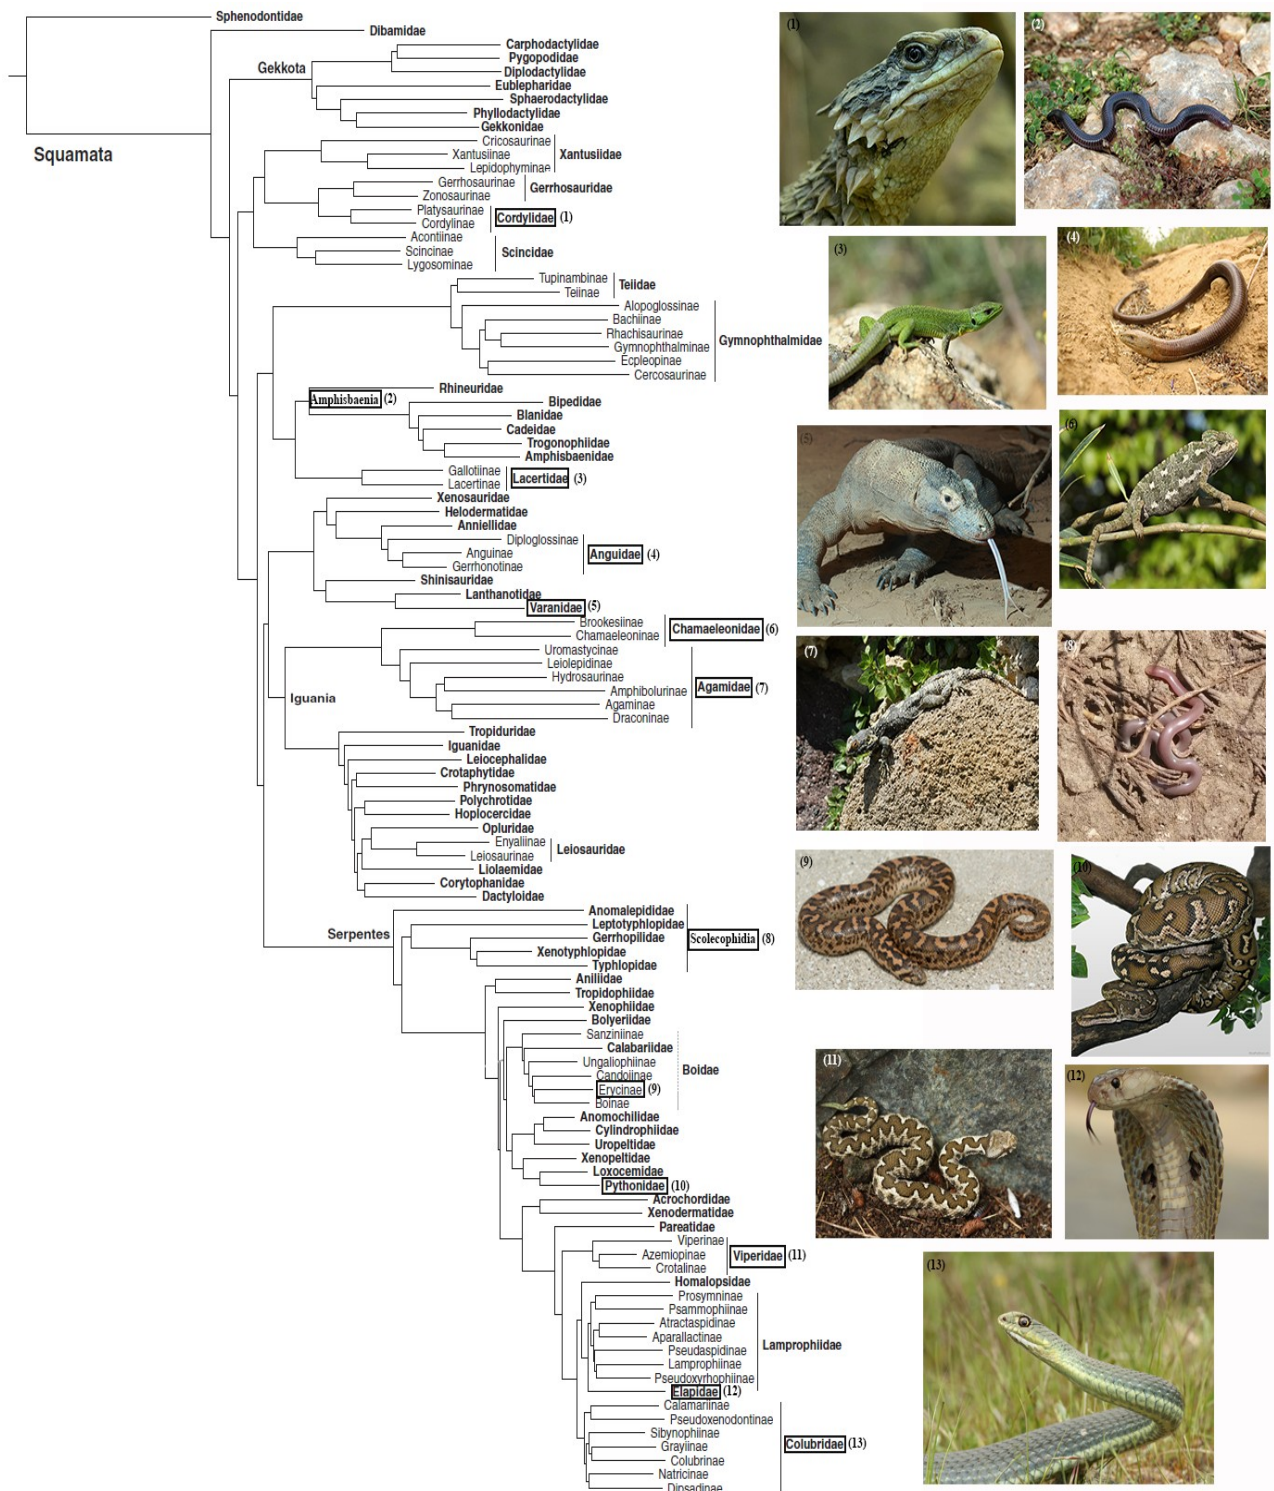 Sphenodontidae
Dibamidae
Carphodactylidae
Gekkota
Pygopodidae
Diplodactylidae
Eublepharidae
Sphaerodactylidae
Phyllodactylidae
Gekkonidae
Squamata
Cricosaurinae
Xantusiinae
Xantusiidae
Lepidophyminae
Gerrhosaurinae
Gerrhosauridae
Zonosaurinae
Platysaurinae
Cordylidae (1)
Cordylinae
Acontiinae
Scincinae
Scincidae
Lygosominae
Tupinambinae
Teiidae
Teiinae
Alopoglossinae
Bachiinae
Rhachisaurinae
Gymnophthalmidae
Gymnophthalminae
Ecpleopinae
Cercosaurinae
Rhineuridae
Amphisbaenia (2)
Bipedidae
Blanidae
Cadeidae
Trogonophiidae
Amphisbaenidae
Gallotiinae
Lacertidae (3)
Lacertinae
Xenosauridae
Helodermatidae
Anniellidae
Diploglossinae
Anguinae
Anguidae (4)
Gerrhonotinae
Shinisauridae
Lanthanotidae
Varanidae (5)
Brookesiinae
Chamaeleonidae (6)
Chamaeleoninae
Uromastycinae
Leiolepidinae
Hydrosaurinae
Agamidae (7)
Amphibolurinae
Iguania
Agaminae
Draconinae
Tropiduridae
Iguanidae
Leiocephalidae
Crotaphytidae
Phrynosomatidae
Polychrotidae
Hoplocercidae
Opluridae
Enyaliinae
Leiosauridae
Leiosaurinae
Liolaemidae
Corytophanidae
Dactyloidae
Anomalepididae
Leptotyphlopidae
Serpentes
Gerrhopilidae
Scolecophidia (8)
Xenotyphlopidae
Typhlopidae
Aniliidae
Tropidophiidae
Xenophiidae
Bolyeriidae
Sanziniinae
Calabariidae
Ungaliophiinae
Boidae
Candoiinae
Erycinae (9)
Boinae
Anomochilidae
Cylindrophiidae
Uropeltidae
Xenopeltidae
Loxocemidae
Pythonidae (10)
Acrochordidae
Xenodermatidae
Pareatidae
Viperinae
Azemiopinae
Viperidae (11)
Crotalinae
Homalopsidae
Prosymninae
Psammophiinae
Atractaspidinae
Aparallactinae
Lamprophiidae
Pseudaspidinae
Lamprophiinae
Pseudoxyrhophiinae
Elapidae (12)
Calamariinae
Pseudoxenodontinae
Sibynophiinae
Grayiinae
Colubridae (13)
Colubrinae
Natricinae
Dipsadinae
(1)
(2)
(3)
(4)
(5)
(6)
(7)
(8)
(9)
(10)
(11)
(12)
(13)